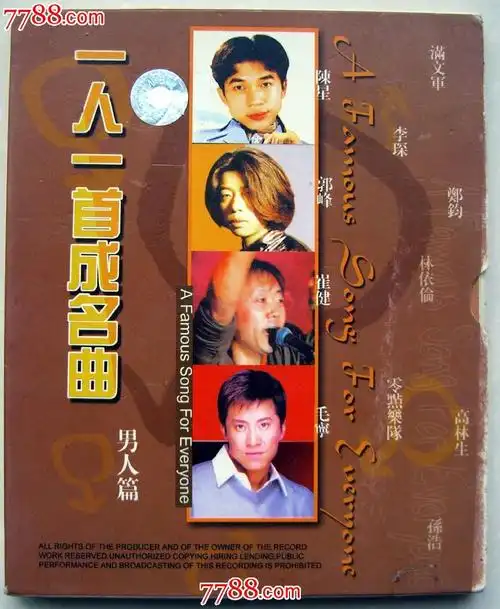 7788.com
7788.com
一人一首成名曲
男人篇
陳星
郭峰
崔健
毛寧
A Famous Song For Everyone
A Famous Song For Everyone
滿文軍
李琛
鄭鈞
林依倫
零點樂隊
高林生
孫浩
ALL RIGHTS OF THE PRODUCER AND OF THE OWNER OF THE RECORD
WORK RESERVED.UNAUTHORIZED COPYING,HIRING LENDING,PUBLIC
PERFORMANCE AND BROADCASTING OF THIS RECORDING IS PROHIBITED.
7788.com
7788.com